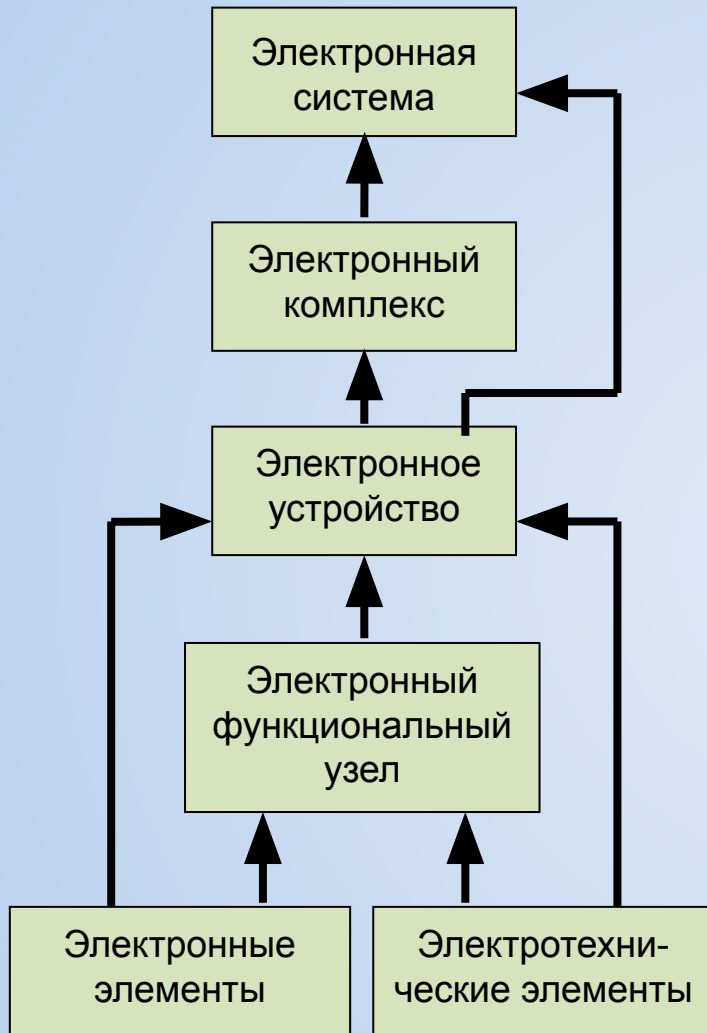 Электронная
система
Электронный
комплекс
Электронное
устройство
Электронный
функциональный
узел
Электронные
элементы
Электротехни-
ческие элементы